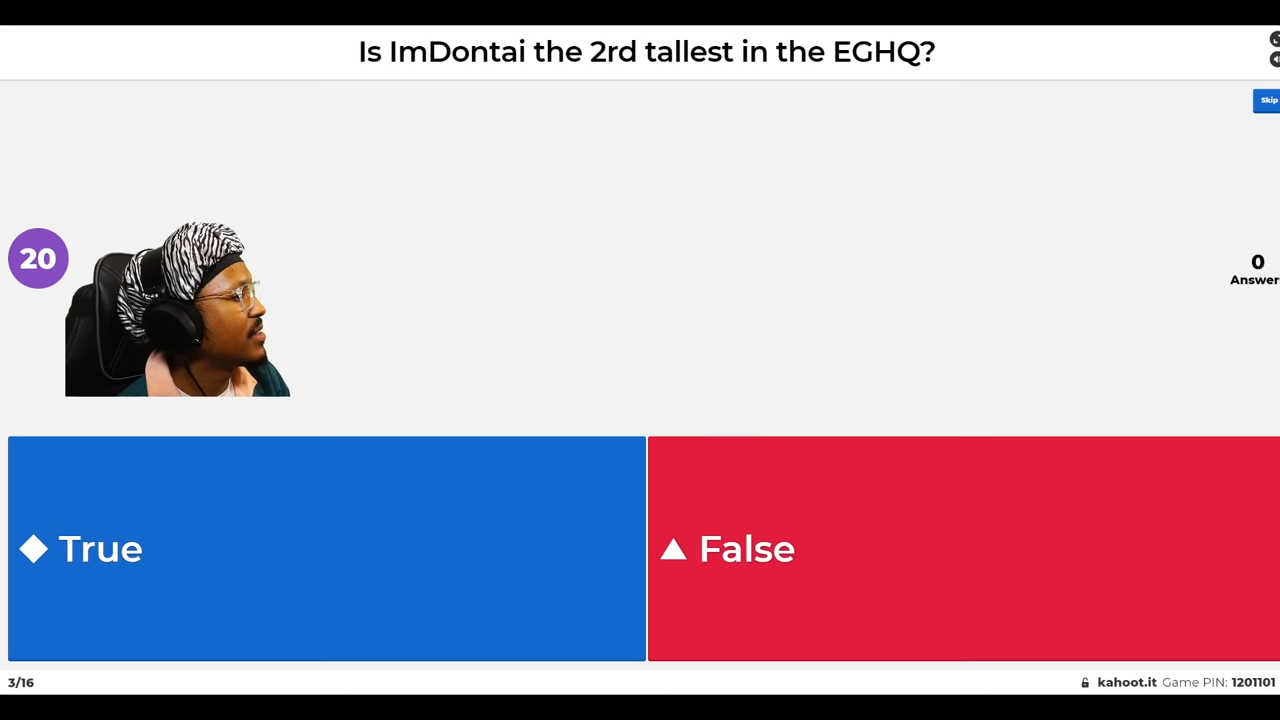 Is ImDontai the 2rd tallest in the EGHQ?
Skip
20
0
Answers
True
False
3/16
kahoot.it Game PIN: 1201101